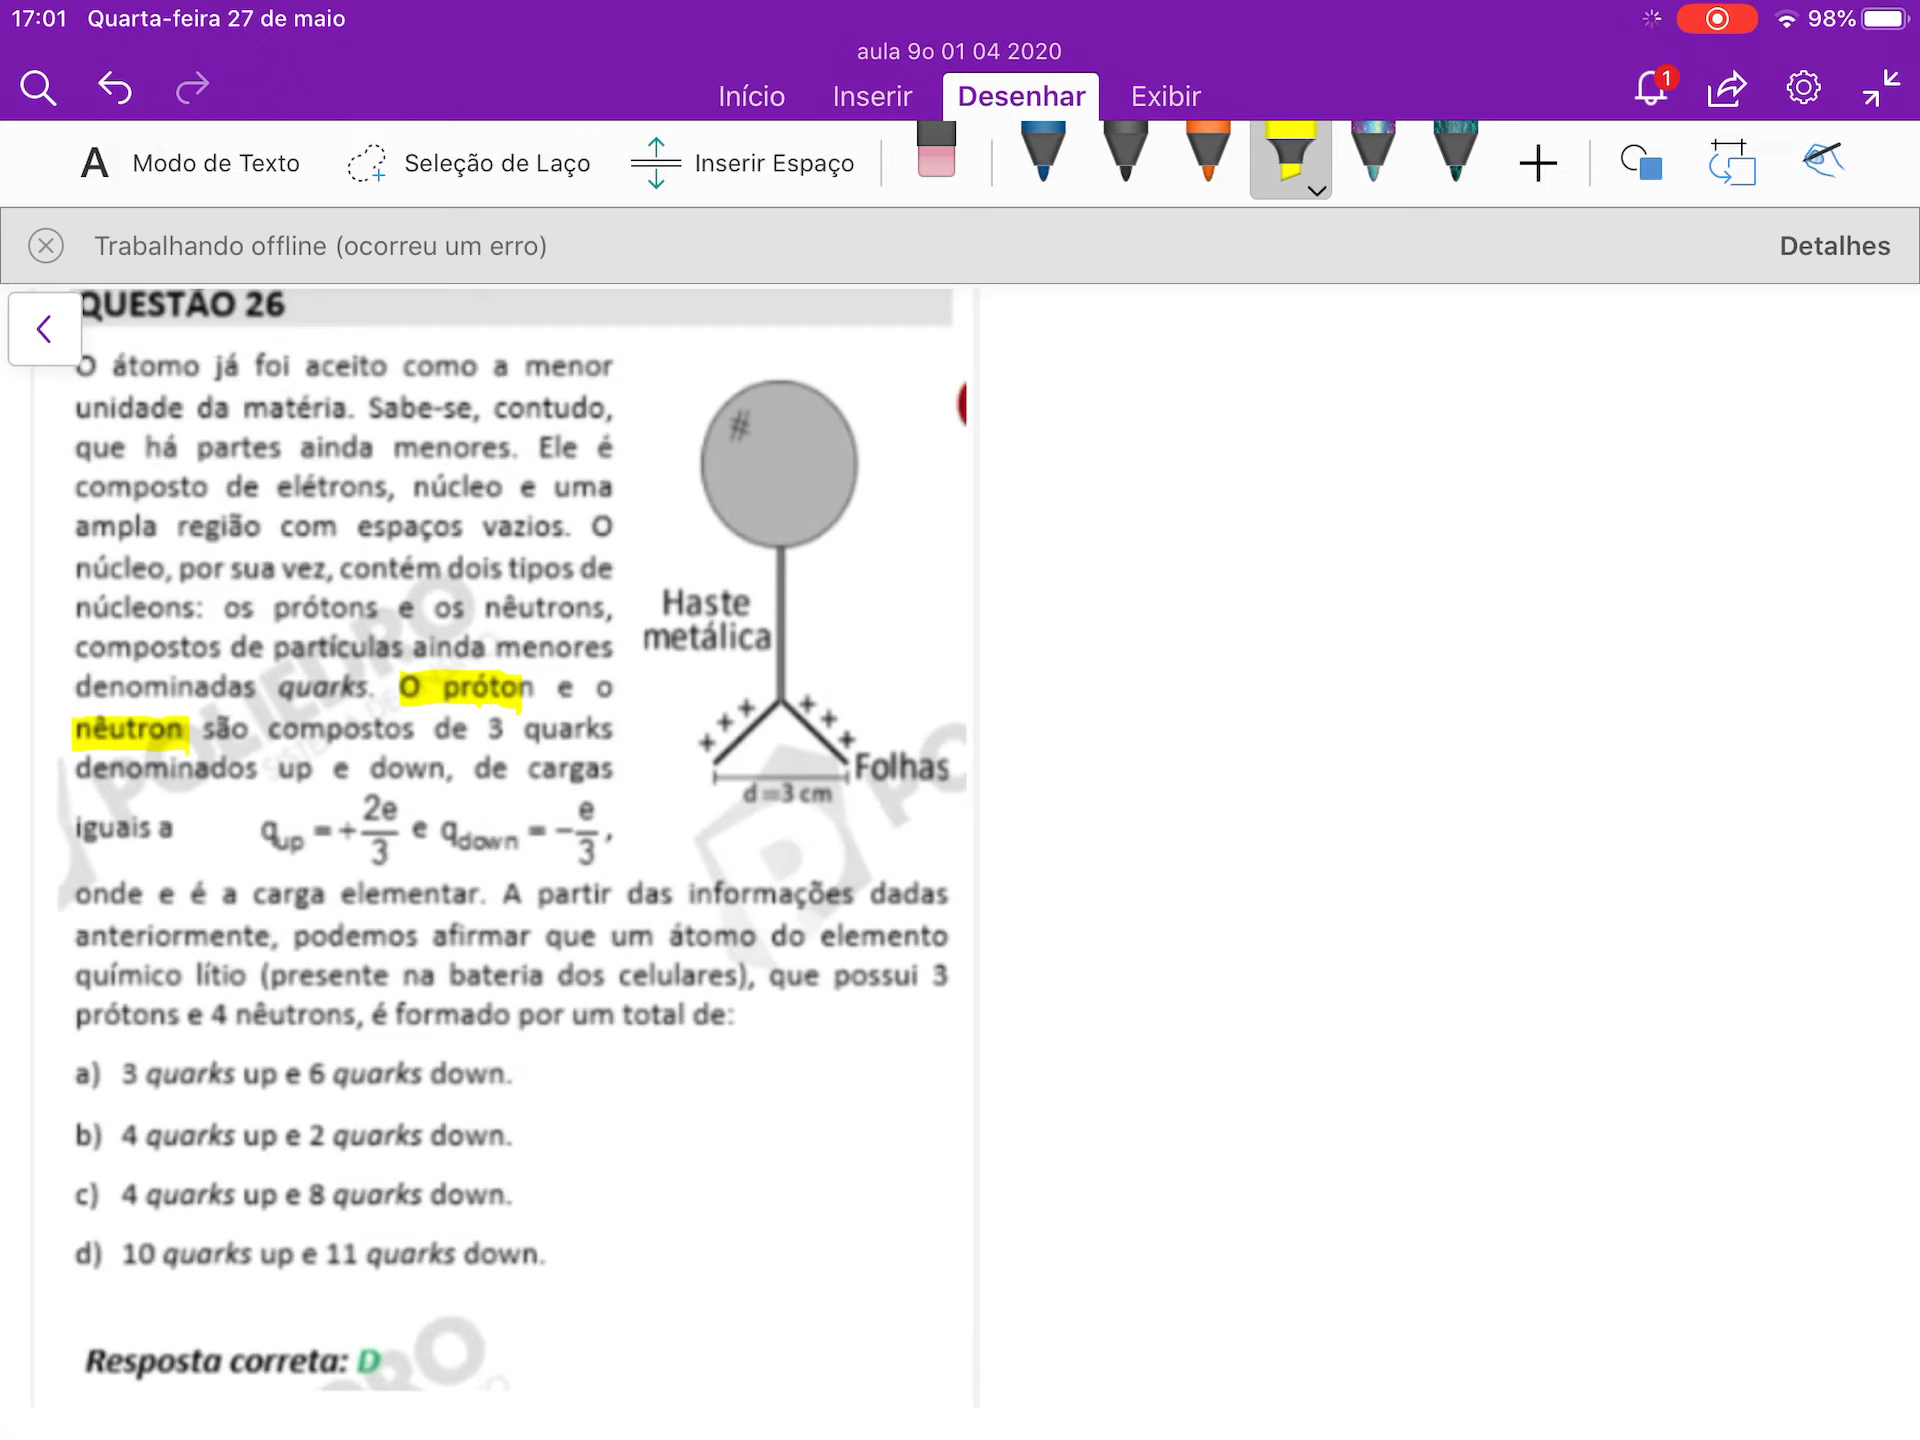 17:01 Quarta-feira 27 de maio
98%
aula 9o 01 04 2020
Início Inserir Desenhar Exibir
1
A Modo de Texto Seleção de Laço Inserir Espaço
Trabalhando offline (ocorreu um erro) Detalhes
QUESTÃO 26
O átomo já foi aceito como a menor
unidade da matéria. Sabe-se, contudo,
que há partes ainda menores. Ele é
composto de elétrons, núcleo e uma
ampla região com espaços vazios. O
núcleo, por sua vez, contém dois tipos de
núcleons: os prótons e os nêutrons,
compostos de partículas ainda menores
denominadas quarks. O próton e o
nêutron são compostos de 3 quarks
denominados up e down, de cargas
iguais a q_up = + 2e/3 e q_down = − e/3,
#
Haste
metálica
+ + + + + +
Folhas
d=3 cm
onde e é a carga elementar. A partir das informações dadas
anteriormente, podemos afirmar que um átomo do elemento
químico lítio (presente na bateria dos celulares), que possui 3
prótons e 4 nêutrons, é formado por um total de:
a) 3 quarks up e 6 quarks down.
b) 4 quarks up e 2 quarks down.
c) 4 quarks up e 8 quarks down.
d) 10 quarks up e 11 quarks down.
Resposta correta: D
POLIEDRO